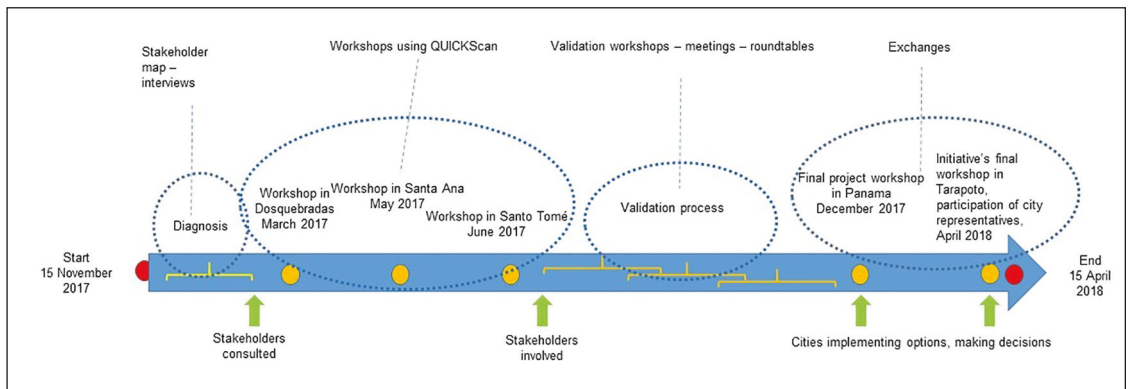 Stakeholder
map –
interviews
Workshops using QUICKScan
Validation workshops – meetings – roundtables
Exchanges
Diagnosis
Workshop in
Dosquebradas
March 2017
Workshop in Santa Ana
May 2017
Workshop in Santo Tomé
June 2017
Validation process
Final project workshop
in Panama
December 2017
Initiative's final
workshop in
Tarapoto,
participation of city
representatives,
April 2018
Start
15 November
2017
End
15 April
2018
Stakeholders
consulted
Stakeholders
involved
Cities implementing options, making decisions